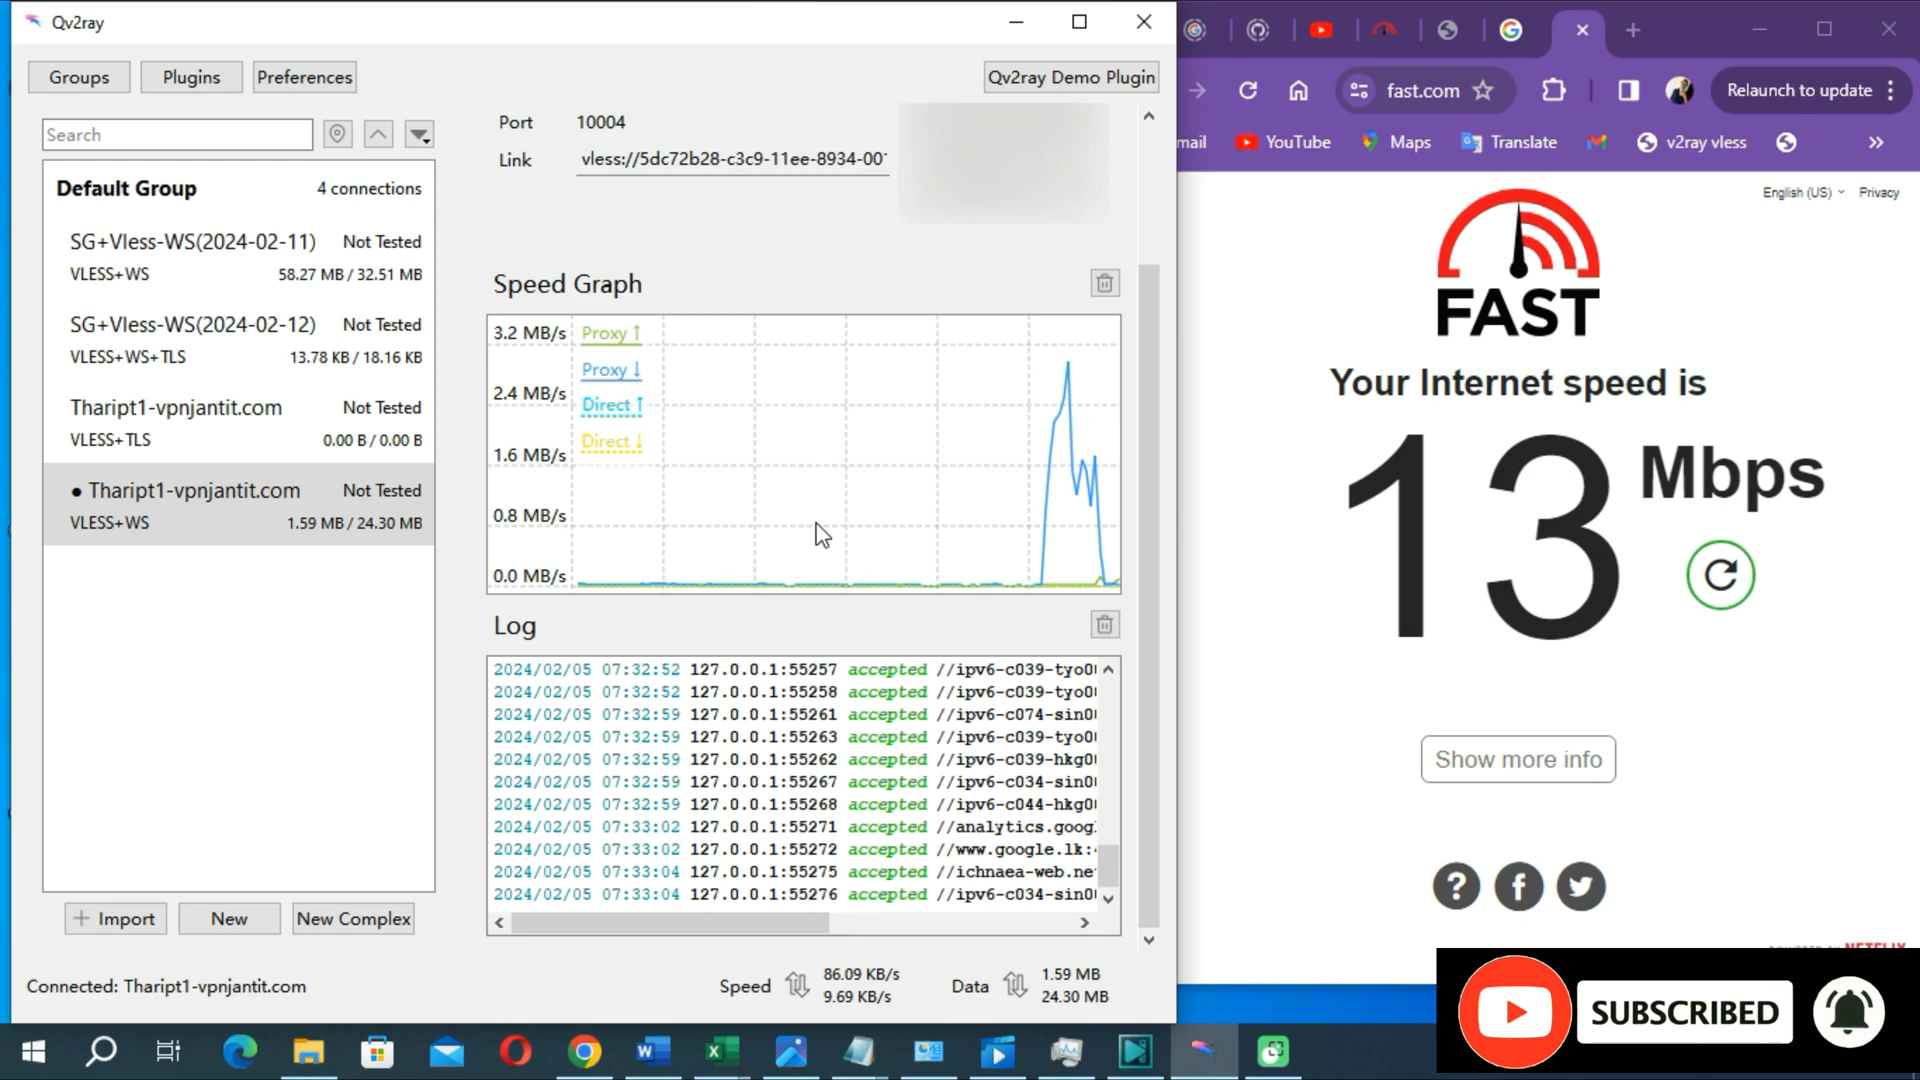 Qv2ray
Groups Plugins Preferences Qv2ray Demo Plugin
Search
Default Group 4 connections
SG+Vless-WS(2024-02-11) Not Tested
VLESS+WS 58.27 MB / 32.51 MB
SG+Vless-WS(2024-02-12) Not Tested
VLESS+WS+TLS 13.78 KB / 18.16 KB
Thaript1-vpnjantit.com Not Tested
VLESS+TLS 0.00 B / 0.00 B
● Thaript1-vpnjantit.com Not Tested
VLESS+WS 1.59 MB / 24.30 MB
+ Import New New Complex
Connected: Thaript1-vpnjantit.com
Port 10004
Link vless://5dc72b28-c3c9-11ee-8934-00
Speed Graph
3.2 MB/s Proxy ↑
Proxy ↓
2.4 MB/s Direct ↑
Direct ↓
1.6 MB/s
0.8 MB/s
0.0 MB/s
Log
2024/02/05 07:32:52 127.0.0.1:55257 accepted //ipv6-c039-tyo0
2024/02/05 07:32:52 127.0.0.1:55258 accepted //ipv6-c039-tyo0
2024/02/05 07:32:59 127.0.0.1:55261 accepted //ipv6-c074-sin0
2024/02/05 07:32:59 127.0.0.1:55263 accepted //ipv6-c039-tyo0
2024/02/05 07:32:59 127.0.0.1:55262 accepted //ipv6-c039-hkg0
2024/02/05 07:32:59 127.0.0.1:55267 accepted //ipv6-c034-sin0
2024/02/05 07:32:59 127.0.0.1:55268 accepted //ipv6-c044-hkg0
2024/02/05 07:33:02 127.0.0.1:55271 accepted //analytics.goog
2024/02/05 07:33:02 127.0.0.1:55272 accepted //www.google.lk:
2024/02/05 07:33:04 127.0.0.1:55275 accepted //ichnaea-web.ne
2024/02/05 07:33:04 127.0.0.1:55276 accepted //ipv6-c034-sin0
Speed 86.09 KB/s Data 1.59 MB
9.69 KB/s 24.30 MB
fast.com Relaunch to update
mail YouTube Maps Translate v2ray vless »
English (US) Privacy
FAST
Your Internet speed is
13 Mbps
Show more info
NETFLIX
SUBSCRIBED